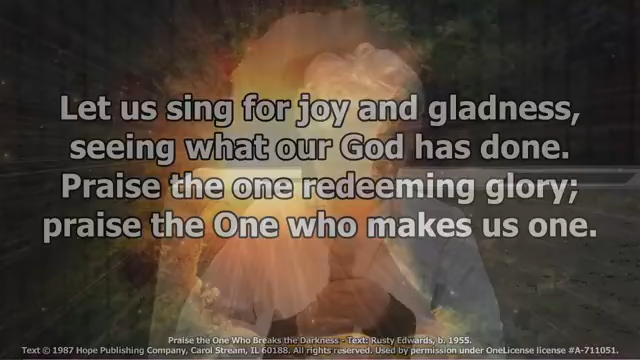 Let us sing for joy and gladness,
seeing what our God has done.
Praise the one redeeming glory;
praise the One who makes us one.
Praise the One Who Breaks the Darkness - Text: Rusty Edwards, b. 1955.
Text © 1987 Hope Publishing Company, Carol Stream, IL 60188. All rights reserved. Used by permission under OneLicense license #A-711051.